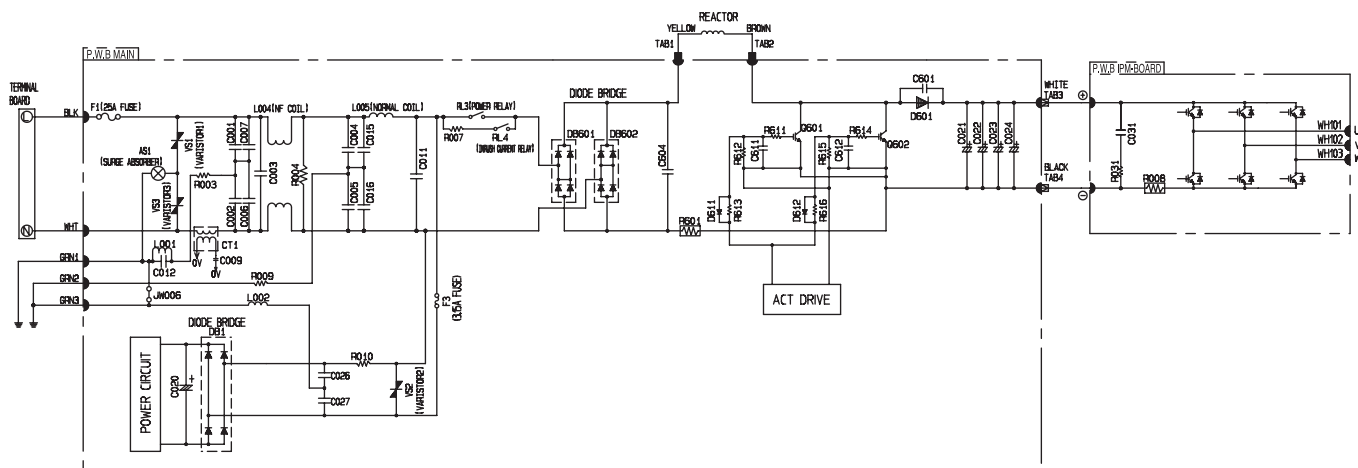 REACTOR
YELLOW
BROWN
TAB1
TAB2
P.W.B MAIN
P.W.B IPM-BOARD
TERMINAL
BOARD
L
BLK
F1(25A FUSE)
L004(NF COIL)
L005(NORMAL COIL)
RL3(POWER RELAY)
R007
RL4
(INRUSH CURRENT RELAY)
DIODE BRIDGE
DB601
DB602
C601
D601
WHITE
TAB3
VS1
(VARISTOR1)
C001
C007
C003
R004
C004
C015
C011
AS1
(SURGE ABSORBER)
R003
VS3
(VARISTOR3)
C002
C006
C005
C016
C604
R601
R611
Q601
R614
Q602
R612
C611
R615
C612
D611
R613
D612
R616
C021
C022
C023
C024
BLACK
TAB4
C031
R031
R008
WH101
WH102
WH103
U
V
W
N
WHT
L001
C012
CT1
C009
0V
0V
GRN1
GRN2
GRN3
R009
JW006
L002
F3
(3.15A FUSE)
ACT DRIVE
DIODE BRIDGE
DB1
POWER CIRCUIT
C020
+
R010
C026
C027
VS2
(VARISTOR2)